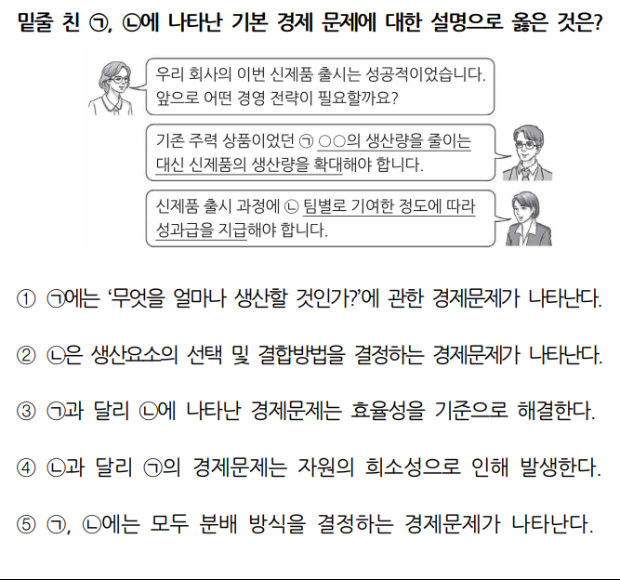 밑줄 친 ㉠, ㉡에 나타난 기본 경제 문제에 대한 설명으로 옳은 것은?
우리 회사의 이번 신제품 출시는 성공적이었습니다.
앞으로 어떤 경영 전략이 필요할까요?
기존 주력 상품이었던 ㉠ ○○의 생산량을 줄이는
대신 신제품의 생산량을 확대해야 합니다.
신제품 출시 과정에 ㉡ 팀별로 기여한 정도에 따라
성과급을 지급해야 합니다.
① ㉠에는 ‘무엇을 얼마나 생산할 것인가?’에 관한 경제문제가 나타난다.
② ㉡은 생산요소의 선택 및 결합방법을 결정하는 경제문제가 나타난다.
③ ㉠과 달리 ㉡에 나타난 경제문제는 효율성을 기준으로 해결한다.
④ ㉡과 달리 ㉠의 경제문제는 자원의 희소성으로 인해 발생한다.
⑤ ㉠, ㉡에는 모두 분배 방식을 결정하는 경제문제가 나타난다.